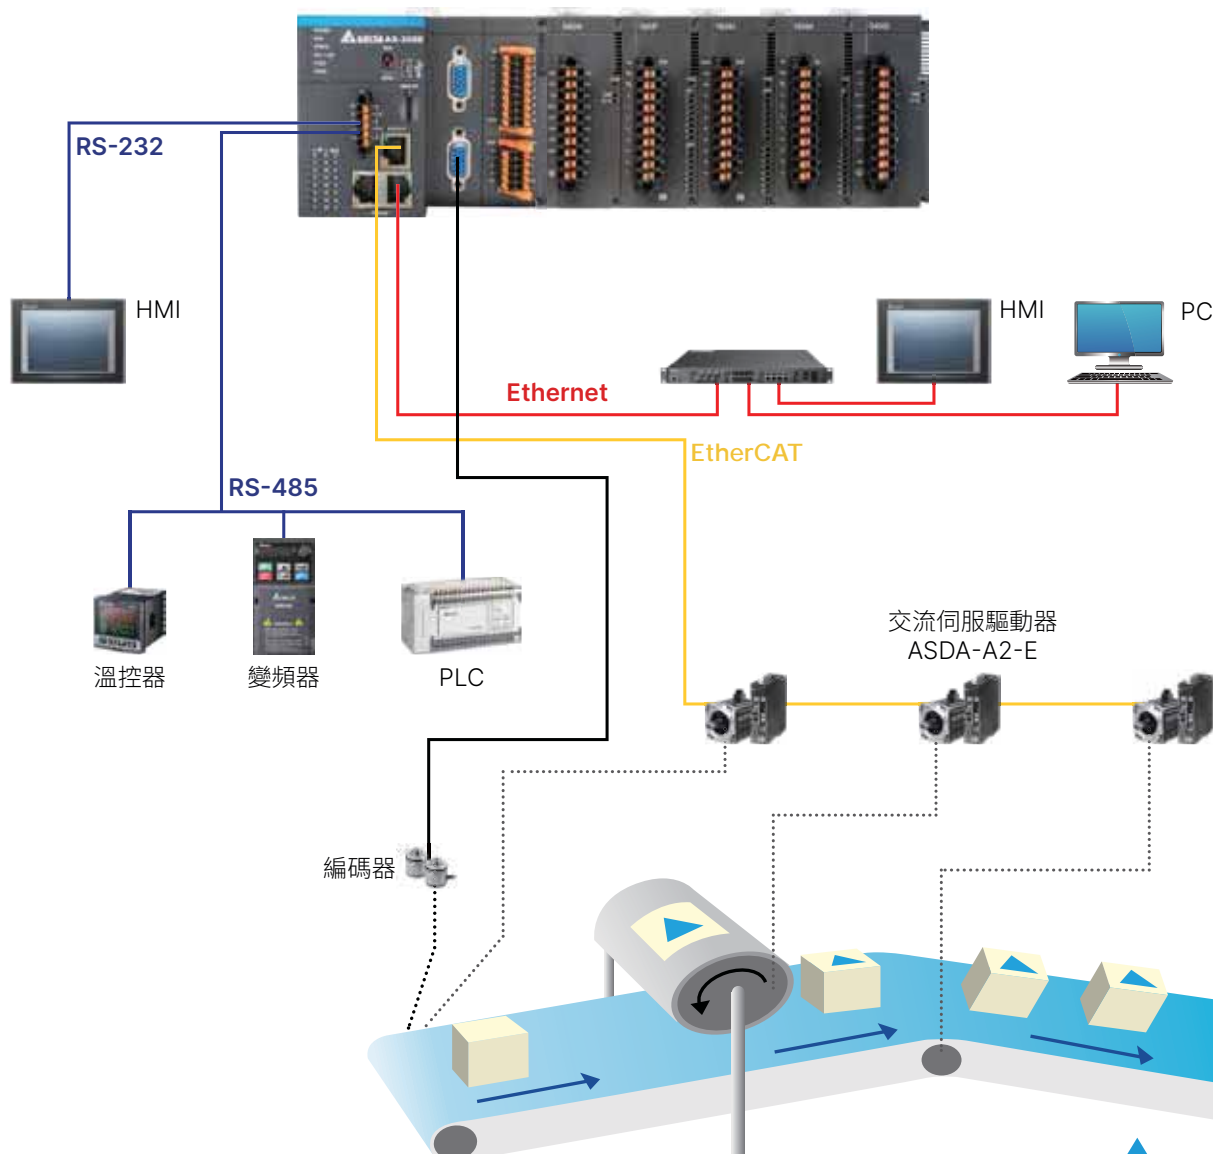 RS-232
HMI
HMI
PC
Ethernet
EtherCAT
RS-485
溫控器
變頻器
PLC
交流伺服驅動器
ASDA-A2-E
編碼器